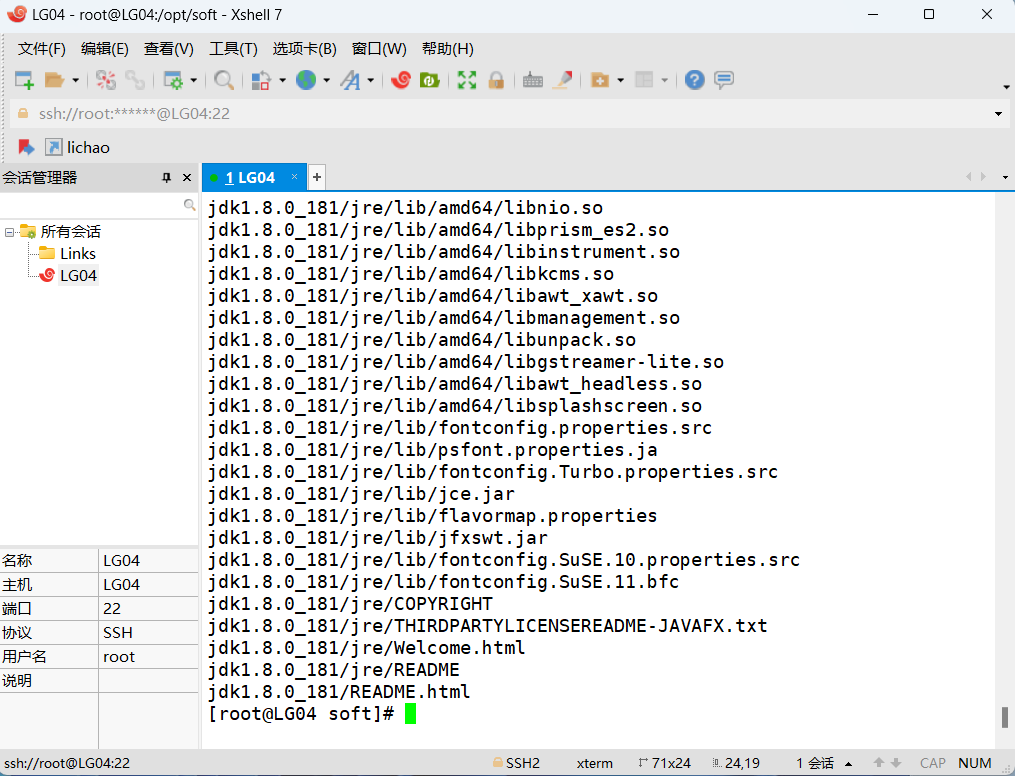 LG04 - root@LG04:/opt/soft - Xshell 7
文件(F) 编辑(E) 查看(V) 工具(T) 选项卡(B) 窗口(W) 帮助(H)
ssh://root:******@LG04:22
lichao
会话管理器
1 LG04
所有会话
Links
LG04
jdk1.8.0_181/jre/lib/amd64/libnio.so
jdk1.8.0_181/jre/lib/amd64/libprism_es2.so
jdk1.8.0_181/jre/lib/amd64/libinstrument.so
jdk1.8.0_181/jre/lib/amd64/libkcms.so
jdk1.8.0_181/jre/lib/amd64/libawt_xawt.so
jdk1.8.0_181/jre/lib/amd64/libmanagement.so
jdk1.8.0_181/jre/lib/amd64/libunpack.so
jdk1.8.0_181/jre/lib/amd64/libgstreamer-lite.so
jdk1.8.0_181/jre/lib/amd64/libawt_headless.so
jdk1.8.0_181/jre/lib/amd64/libsplashscreen.so
jdk1.8.0_181/jre/lib/fontconfig.properties.src
jdk1.8.0_181/jre/lib/psfont.properties.ja
jdk1.8.0_181/jre/lib/fontconfig.Turbo.properties.src
jdk1.8.0_181/jre/lib/jce.jar
jdk1.8.0_181/jre/lib/flavormap.properties
jdk1.8.0_181/jre/lib/jfxswt.jar
jdk1.8.0_181/jre/lib/fontconfig.SuSE.10.properties.src
jdk1.8.0_181/jre/lib/fontconfig.SuSE.11.bfc
jdk1.8.0_181/jre/COPYRIGHT
jdk1.8.0_181/jre/THIRDPARTYLICENSEREADME-JAVAFX.txt
jdk1.8.0_181/jre/Welcome.html
jdk1.8.0_181/jre/README
jdk1.8.0_181/README.html
[root@LG04 soft]#
名称 LG04
主机 LG04
端口 22
协议 SSH
用户名 root
说明
ssh://root@LG04:22 SSH2 xterm 71x24 24,19 1 会话 CAP NUM